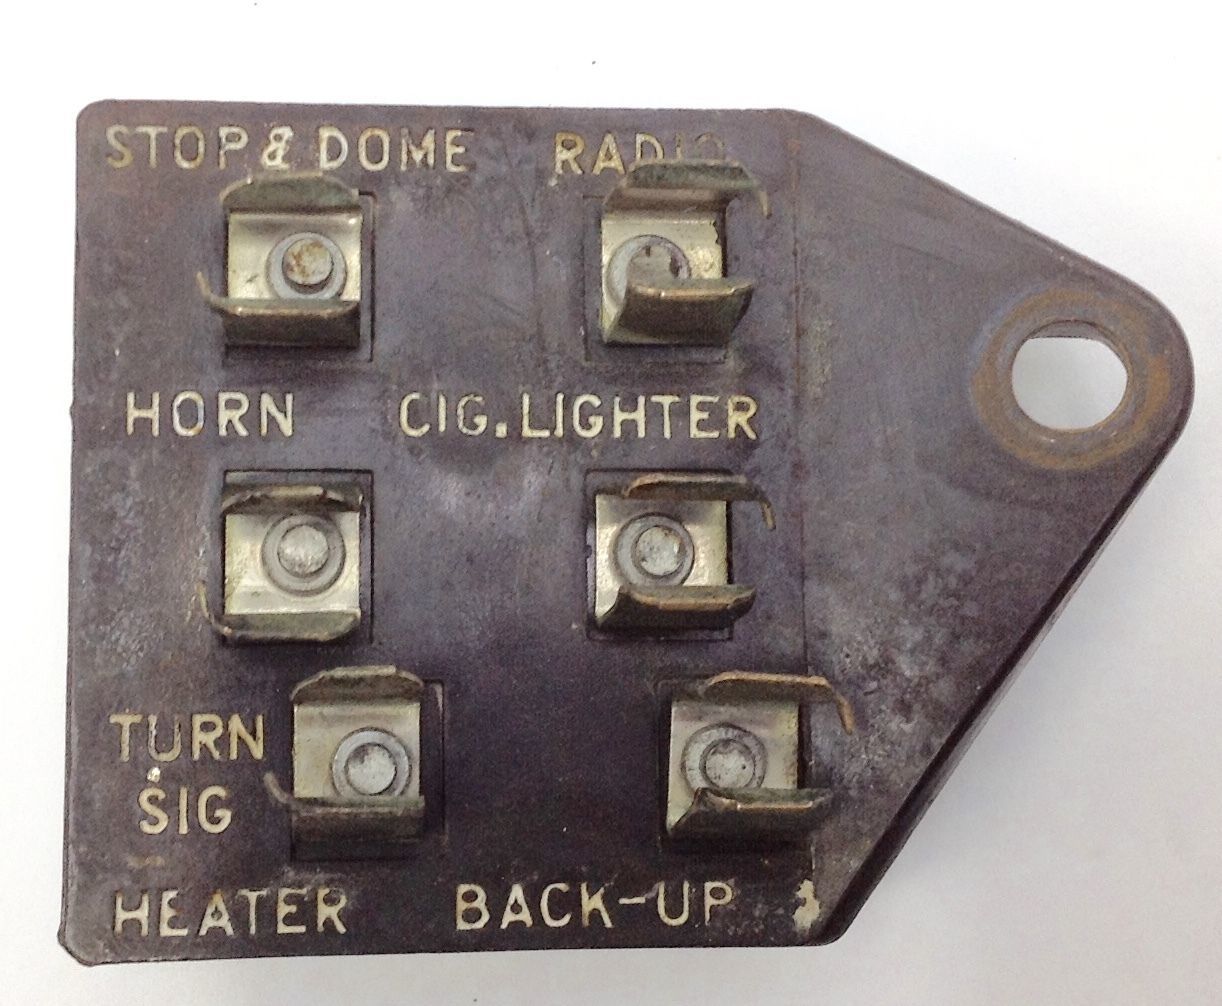 STOP & DOME RADIO
HORN CIG. LIGHTER
TURN
SIG
HEATER BACK-UP